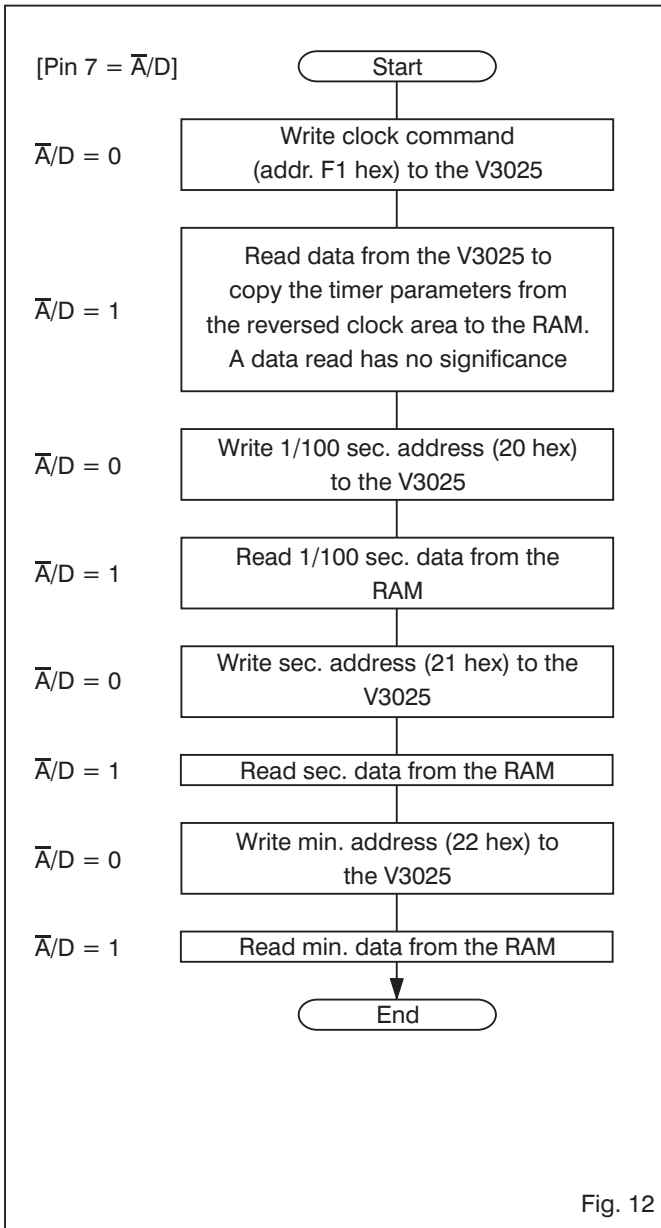 [Pin 7 = A̅/D]
Start
A̅/D = 0
Write clock command
(addr. F1 hex) to the V3025
A̅/D = 1
Read data from the V3025 to
copy the timer parameters from
the reversed clock area to the RAM.
A data read has no significance
A̅/D = 0
Write 1/100 sec. address (20 hex)
to the V3025
A̅/D = 1
Read 1/100 sec. data from the
RAM
A̅/D = 0
Write sec. address (21 hex) to the
V3025
A̅/D = 1
Read sec. data from the RAM
A̅/D = 0
Write min. address (22 hex) to
the V3025
A̅/D = 1
Read min. data from the RAM
End
Fig. 12